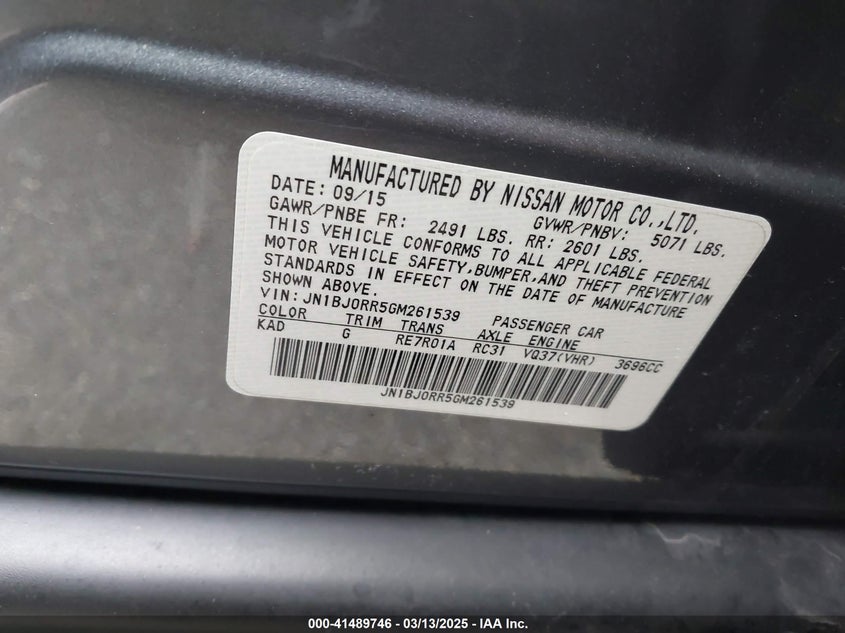 MANUFACTURED BY NISSAN MOTOR CO.,LTD.
DATE: 09/15 GVWR/PNBV: 5071 LBS.
GAWR/PNBE FR: 2491 LBS. RR: 2601 LBS.
THIS VEHICLE CONFORMS TO ALL APPLICABLE FEDERAL
MOTOR VEHICLE SAFETY,BUMPER,AND THEFT PREVENTION
STANDARDS IN EFFECT ON THE DATE OF MANUFACTURE
SHOWN ABOVE.
VIN: JN1BJ0RR5GM261539 PASSENGER CAR
COLOR TRIM TRANS AXLE ENGINE
KAD G RE7R01A RC31 VQ37(VHR) 3696CC
JN1BJ0RR5GM261539
000-41489746 — 03/13/2025 — IAA Inc.